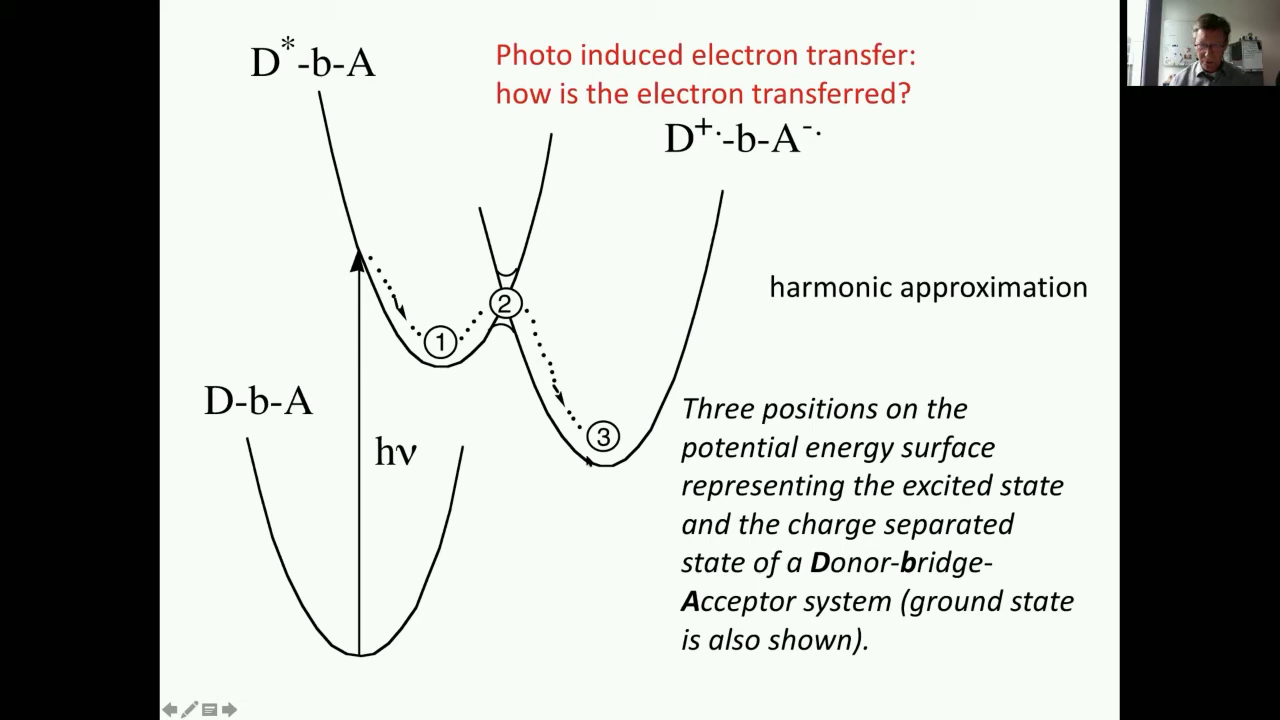 D*-b-A
Photo induced electron transfer:
how is the electron transferred?
D+·-b-A-·
harmonic approximation
2
1
D-b-A
hν
3
Three positions on the
potential energy surface
representing the excited state
and the charge separated
state of a Donor-bridge-
Acceptor system (ground state
is also shown).